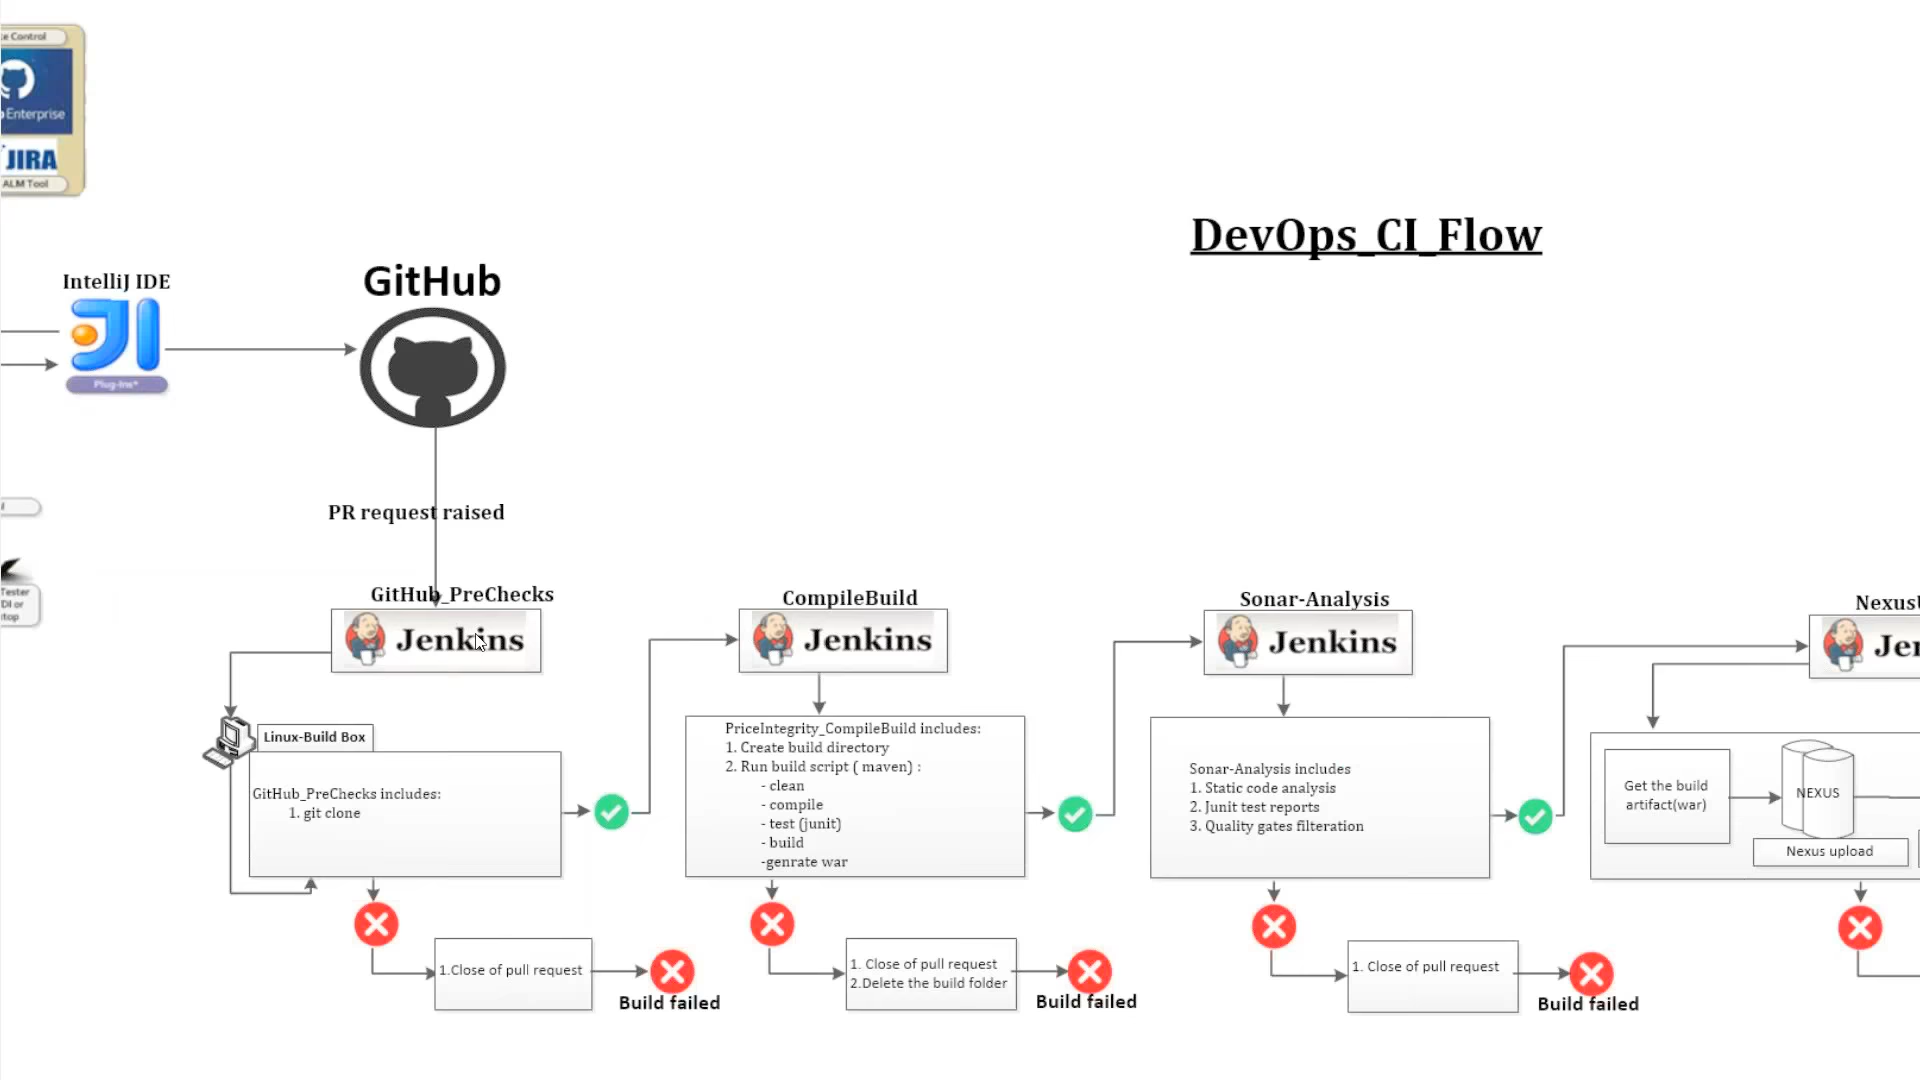 ce Control
Enterprise
JIRA
ALM Tool
DevOps_CI_Flow
IntelliJ IDE
Plug-Ins*
GitHub
PR request raised
Tester
DI or
top
GitHub_PreChecks
Jenkins
CompileBuild
Jenkins
Sonar-Analysis
Jenkins
Nexus
Je
Linux-Build Box
GitHub_PreChecks includes:
1. git clone
PriceIntegrity_CompileBuild includes:
1. Create build directory
2. Run build script ( maven) :
- clean
- compile
- test (junit)
- build
-genrate war
Sonar-Analysis includes
1. Static code analysis
2. Junit test reports
3. Quality gates filteration
Get the build
artifact(war)
NEXUS
Nexus upload
1.Close of pull request
Build failed
1. Close of pull request
2.Delete the build folder
Build failed
1. Close of pull request
Build failed